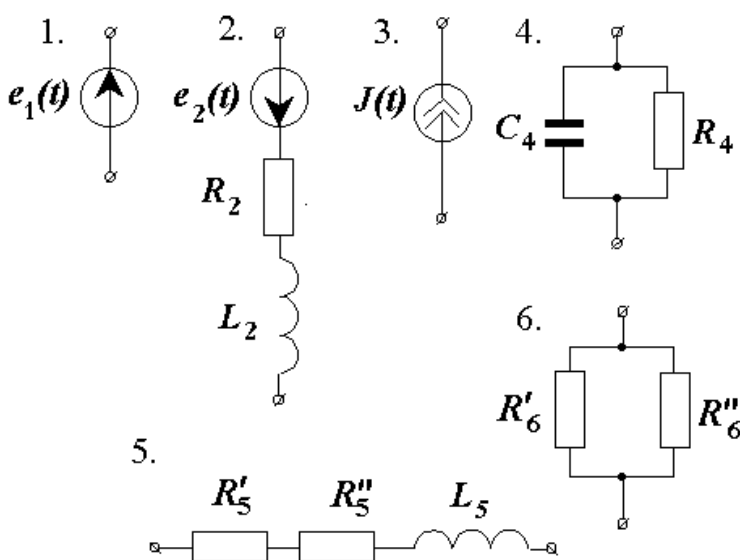 1.
e₁(t)
2.
e₂(t)
R₂
L₂
3.
J(t)
4.
C₄
R₄
5.
R′₅
R″₅
L₅
6.
R′₆
R″₆